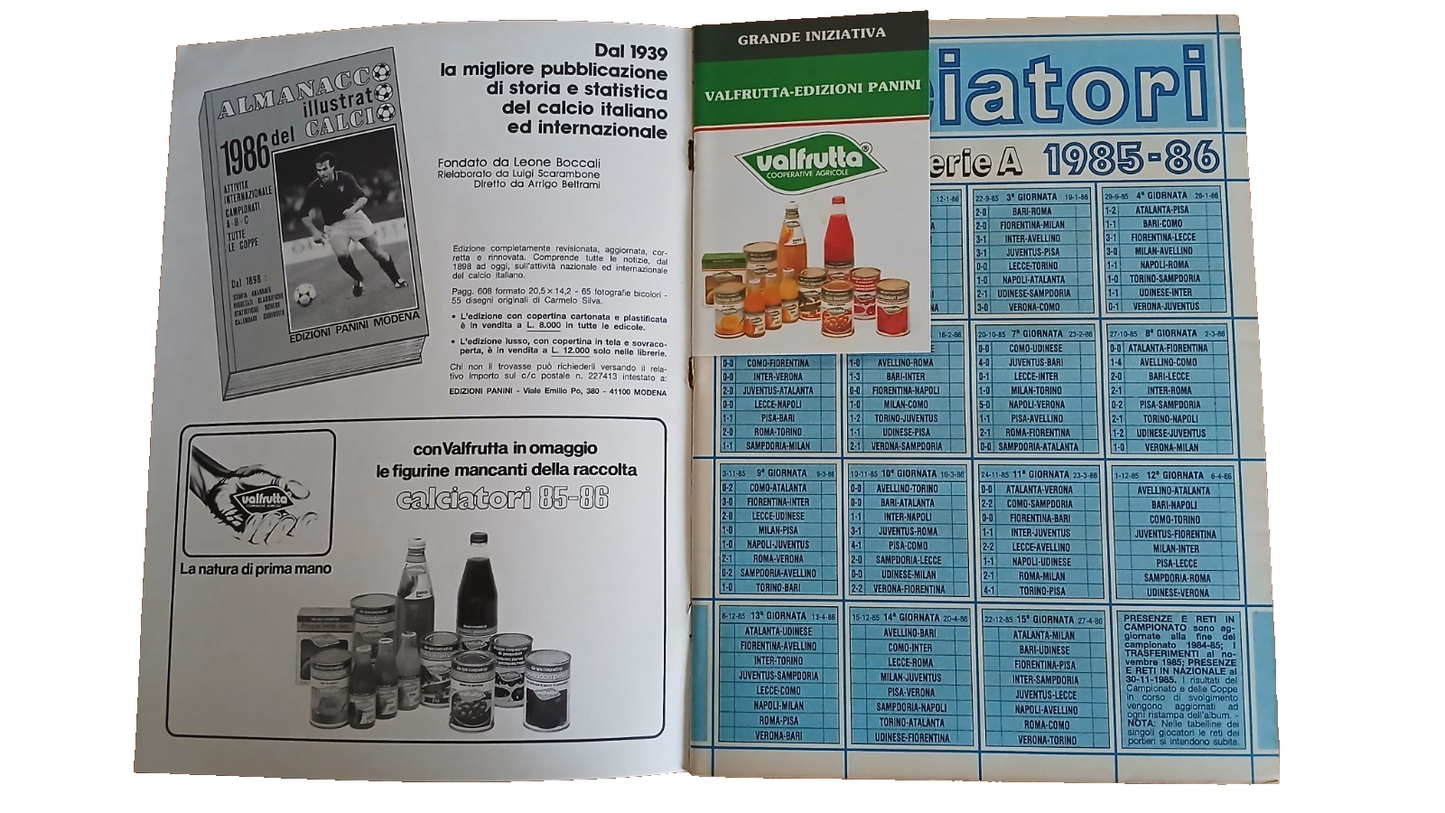 ALMANACCO
illustrato
1986 del CALCIO
ATTIVITÀ
INTERNAZIONALE
CAMPIONATI
A-B-C
TUTTE
LE COPPE
Dal 1898:
EDIZIONI PANINI MODENA
Dal 1939
la migliore pubblicazione
di storia e statistica
del calcio italiano
ed internazionale
Fondato da Leone Boccali
Rielaborato da Luigi Scarambone
Diretto da Arrigo Beltrami
Edizione completamente revisionata, aggiornata, cor-
retta e rinnovata. Comprende tutte le notizie, dal
1898 ad oggi, sull'attività nazionale ed internazionale
del calcio italiano.
Pagg. 608 formato 20,5 × 14,2 - 65 fotografie bicolori -
55 disegni originali di Carmelo Silva.
• L'edizione con copertina cartonata e plastificata
è in vendita a L. 8.000 in tutte le edicole.
• L'edizione lusso, con copertina in tela e sovraco-
perta, è in vendita a L. 12.000 solo nelle librerie.
Chi non li trovasse può richiederli versando il rela-
tivo importo sul c/c postale n. 227413 intestato a:
EDIZIONI PANINI - Viale Emilio Po, 380 - 41100 MODENA
valfrutta
La natura di prima mano
con Valfrutta in omaggio
le figurine mancanti della raccolta
calciatori 85-86
GRANDE INIZIATIVA
VALFRUTTA-EDIZIONI PANINI
valfrutta®
COOPERATIVE AGRICOLE
ciatori
erie A 1985-86
12-1-86
22-9-85 3ª GIORNATA 19-1-86
2-0 BARI-ROMA
2-0 FIORENTINA-MILAN
3-1 INTER-AVELLINO
3-1 JUVENTUS-PISA
0-0 LECCE-TORINO
1-0 NAPOLI-ATALANTA
2-1 UDINESE-SAMPDORIA
3-0 VERONA-COMO
29-9-85 4ª GIORNATA 26-1-86
1-2 ATALANTA-PISA
1-1 BARI-COMO
3-1 FIORENTINA-LECCE
3-0 MILAN-AVELLINO
1-1 NAPOLI-ROMA
1-0 TORINO-SAMPDORIA
1-1 UDINESE-INTER
0-1 VERONA-JUVENTUS
0-0 COMO-FIORENTINA
0-0 INTER-VERONA
2-0 JUVENTUS-ATALANTA
0-0 LECCE-NAPOLI
1-1 PISA-BARI
2-0 ROMA-TORINO
1-1 SAMPDORIA-MILAN
16-2-86
1-0 AVELLINO-ROMA
1-3 BARI-INTER
0-0 FIORENTINA-NAPOLI
1-0 MILAN-COMO
1-2 TORINO-JUVENTUS
1-1 UDINESE-PISA
2-1 VERONA-SAMPDORIA
20-10-85 7ª GIORNATA 23-2-86
0-0 COMO-UDINESE
4-0 JUVENTUS-BARI
0-1 LECCE-INTER
1-0 MILAN-TORINO
5-0 NAPOLI-VERONA
1-1 PISA-AVELLINO
2-1 ROMA-FIORENTINA
0-0 SAMPDORIA-ATALANTA
27-10-85 8ª GIORNATA 2-3-86
0-0 ATALANTA-FIORENTINA
1-4 AVELLINO-COMO
2-0 BARI-LECCE
2-1 INTER-ROMA
0-2 PISA-SAMPDORIA
2-1 TORINO-NAPOLI
1-2 UDINESE-JUVENTUS
1-0 VERONA-MILAN
3-11-85 9ª GIORNATA 9-3-86
0-2 COMO-ATALANTA
3-0 FIORENTINA-INTER
2-0 LECCE-UDINESE
1-0 MILAN-PISA
1-0 NAPOLI-JUVENTUS
2-1 ROMA-VERONA
0-2 SAMPDORIA-AVELLINO
1-0 TORINO-BARI
10-11-85 10ª GIORNATA 16-3-86
0-0 AVELLINO-TORINO
0-0 BARI-ATALANTA
1-1 INTER-NAPOLI
3-1 JUVENTUS-ROMA
4-1 PISA-COMO
2-0 SAMPDORIA-LECCE
0-0 UDINESE-MILAN
2-2 VERONA-FIORENTINA
24-11-85 11ª GIORNATA 23-3-86
0-0 ATALANTA-VERONA
2-2 COMO-SAMPDORIA
0-0 FIORENTINA-BARI
1-1 INTER-JUVENTUS
2-2 LECCE-AVELLINO
1-1 NAPOLI-UDINESE
2-1 ROMA-MILAN
4-1 TORINO-PISA
1-12-85 12ª GIORNATA 6-4-86
AVELLINO-ATALANTA
BARI-NAPOLI
COMO-TORINO
JUVENTUS-FIORENTINA
MILAN-INTER
PISA-LECCE
SAMPDORIA-ROMA
UDINESE-VERONA
8-12-85 13ª GIORNATA 13-4-86
ATALANTA-UDINESE
FIORENTINA-AVELLINO
INTER-TORINO
JUVENTUS-SAMPDORIA
LECCE-COMO
NAPOLI-MILAN
ROMA-PISA
VERONA-BARI
15-12-85 14ª GIORNATA 20-4-86
AVELLINO-BARI
COMO-INTER
LECCE-ROMA
MILAN-JUVENTUS
PISA-VERONA
SAMPDORIA-NAPOLI
TORINO-ATALANTA
UDINESE-FIORENTINA
22-12-85 15ª GIORNATA 27-4-86
ATALANTA-MILAN
BARI-UDINESE
FIORENTINA-PISA
INTER-SAMPDORIA
JUVENTUS-LECCE
NAPOLI-AVELLINO
ROMA-COMO
VERONA-TORINO
PRESENZE E RETI IN
CAMPIONATO sono ag-
giornate alla fine del
campionato 1984-85; i
TRASFERIMENTI al no-
vembre 1985; PRESENZE
E RETI IN NAZIONALE al
30-11-1985. I risultati del
Campionato e delle Coppe
in corso di svolgimento
vengono aggiornati ad
ogni ristampa dell'album. -
NOTA: Nelle tabelline dei
singoli giocatori le reti dei
portieri si intendono subite.